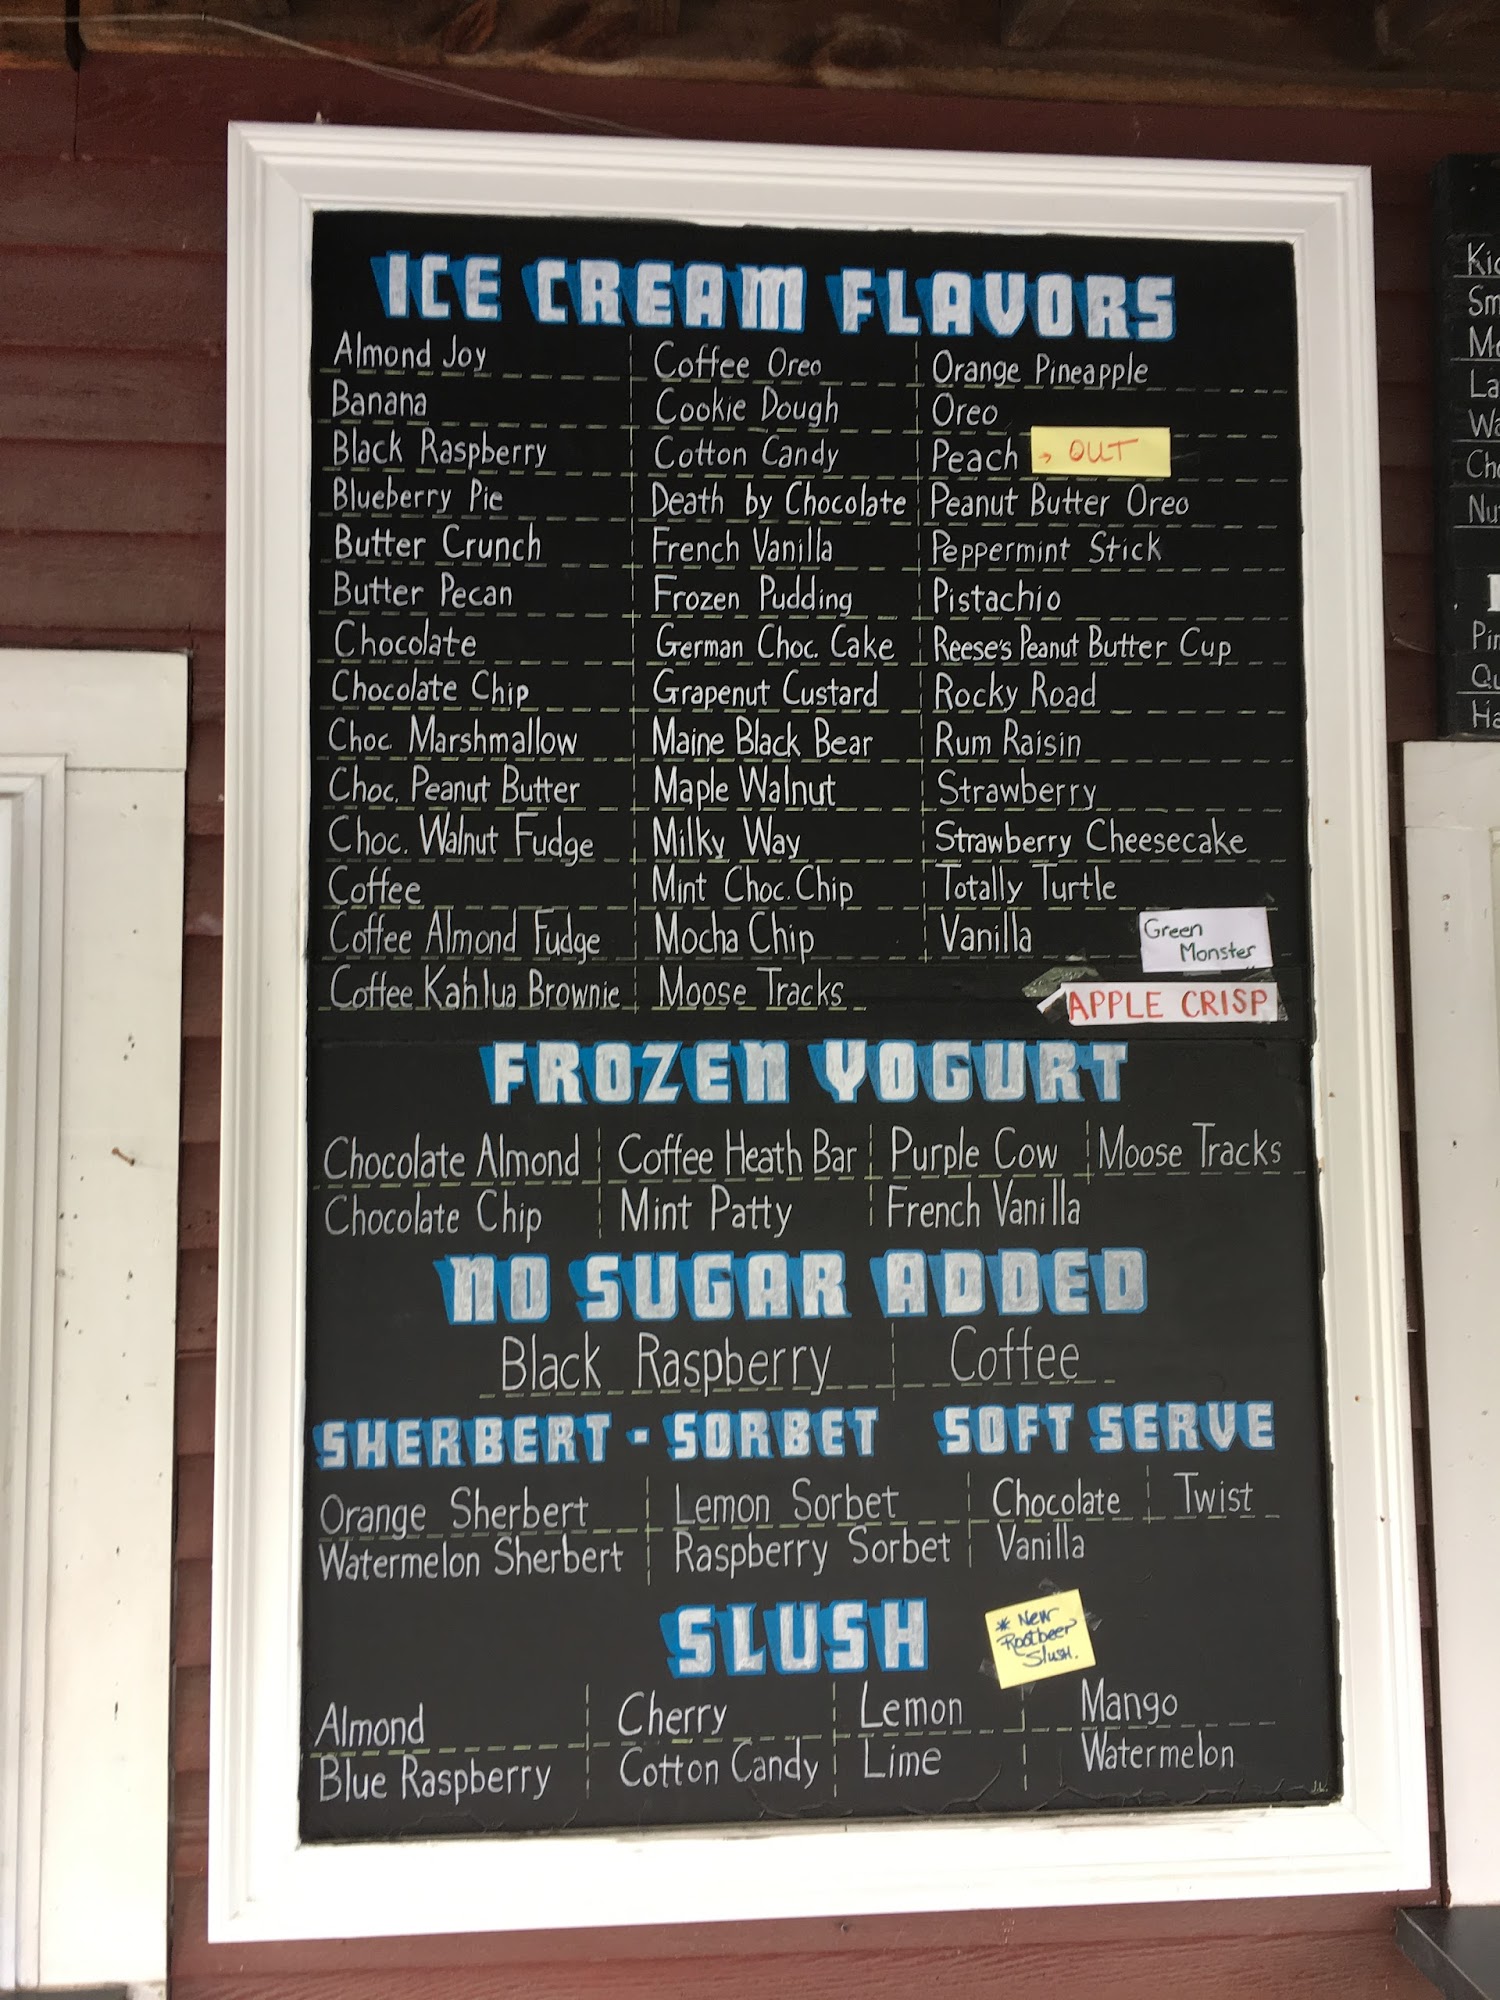 ICE CREAM FLAVORS
Almond Joy
Banana
Black Raspberry
Blueberry Pie
Butter Crunch
Butter Pecan
Chocolate
Chocolate Chip
Choc. Marshmallow
Choc. Peanut Butter
Choc. Walnut Fudge
Coffee
Coffee Almond Fudge
Coffee Kahlua Brownie
Coffee Oreo
Cookie Dough
Cotton Candy
Death by Chocolate
French Vanilla
Frozen Pudding
German Choc. Cake
Grapenut Custard
Maine Black Bear
Maple Walnut
Milky Way
Mint Choc. Chip
Mocha Chip
Moose Tracks
Orange Pineapple
Oreo
Peach → OUT
Peanut Butter Oreo
Peppermint Stick
Pistachio
Reese's Peanut Butter Cup
Rocky Road
Rum Raisin
Strawberry
Strawberry Cheesecake
Totally Turtle
Vanilla
Green
Monster
APPLE CRISP
FROZEN YOGURT
Chocolate Almond
Coffee Heath Bar
Purple Cow
Moose Tracks
Chocolate Chip
Mint Patty
French Vanilla
NO SUGAR ADDED
Black Raspberry
Coffee
SHERBERT - SORBET
Orange Sherbert
Lemon Sorbet
Watermelon Sherbert
Raspberry Sorbet
SOFT SERVE
Chocolate
Twist
Vanilla
SLUSH
* New
Rootbeer
Slush.
Almond
Cherry
Lemon
Mango
Blue Raspberry
Cotton Candy
Lime
Watermelon